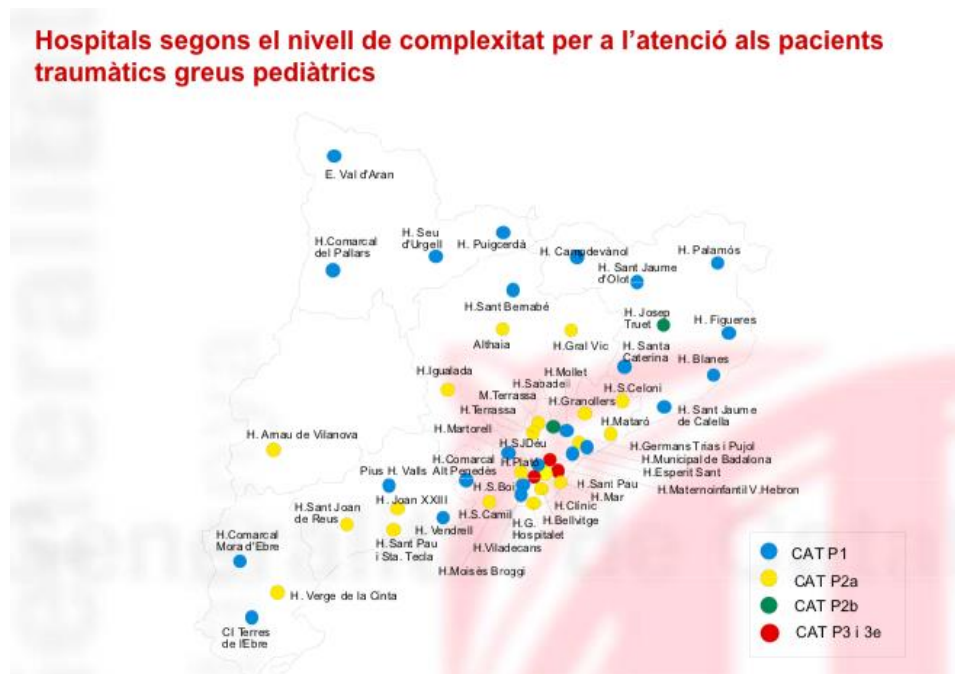 Hospitals segons el nivell de complexitat per a l'atenció als pacients
traumàtics greus pediàtrics
E. Val d'Aran
H.Comarcal
del Pallars
H. Seu
d'Urgell
H. Puigcerdà
H. Campdevànol
H. Sant Jaume
d'Olot
H. Palamós
H.Sant Bernabé
H. Josep
Truet
H. Figueres
Althaia
H.Gral Vic
H. Santa
Caterina
H. Blanes
H.Igualada
H.Mollet
H.Sabadell
M.Terrassa
H.S.Celoni
H.Terrassa
H.Granollers
H. Sant Jaume
de Calella
H. Martorell
H.Mataró
H. Arnau de Vilanova
H.SJDèu
H.Germans Trias i Pujol
H.Comarcal
Alt Penedès
H.Plató
H.Municipal de Badalona
Pius H. Valls
H.Esperit Sant
H.S.Boi
H. Sant Pau
H.Maternoinfantil V.Hebron
H. Joan XXIII
H. Mar
H.Sant Joan
de Reus
H.S.Camil
H.Clínic
H. Vendrell
H.G.
Hospitalet
H.Bellvitge
H.Comarcal
Mora d'Ebre
H.Sant Pau
i Sta. Tecla
H.Viladecans
H.Moisès Broggi
H. Verge de la Cinta
Cl Terres
de l'Ebre
CAT P1
CAT P2a
CAT P2b
CAT P3 i 3e